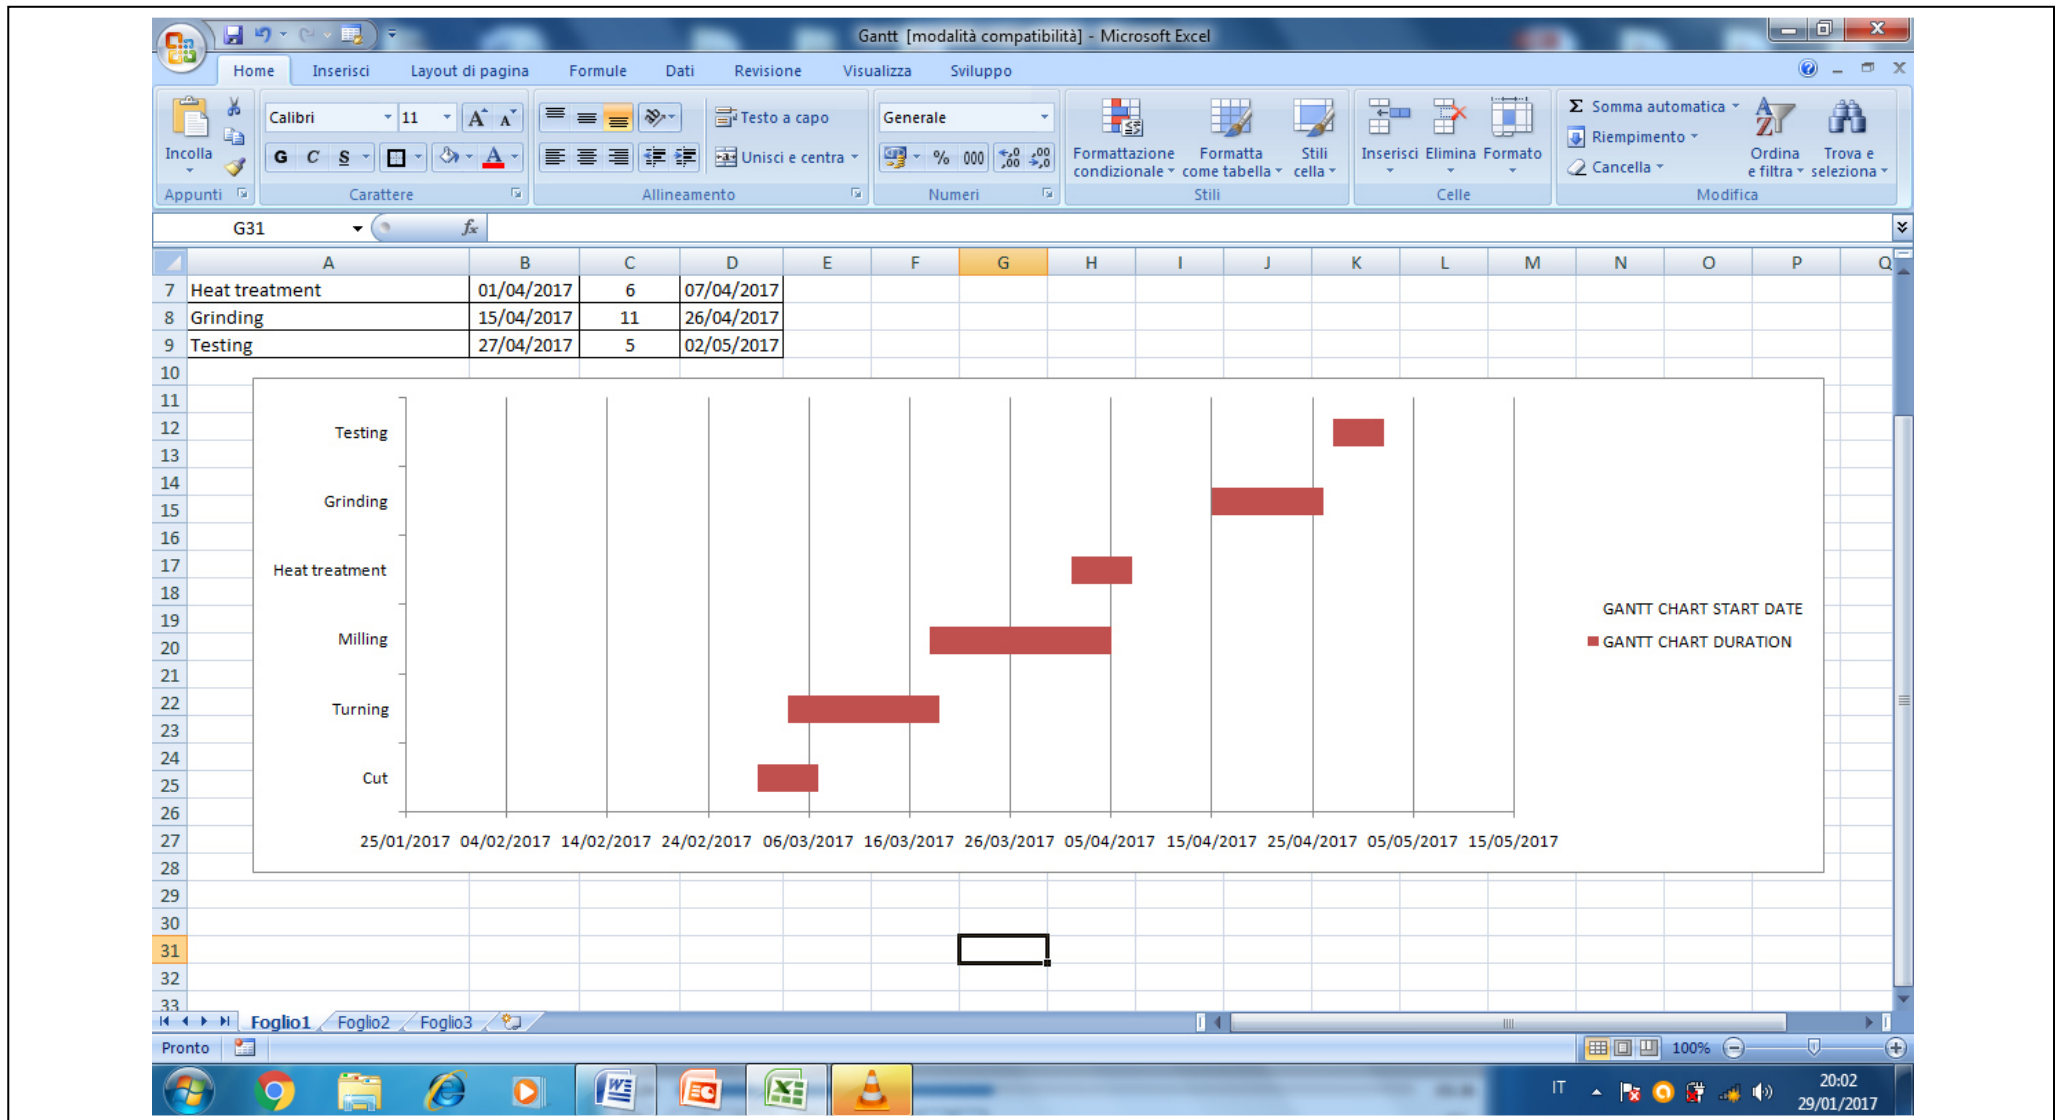 Gantt [modalità compatibilità] - Microsoft Excel
Home Inserisci Layout di pagina Formule Dati Revisione Visualizza Sviluppo
Incolla
Appunti
Calibri 11
G C S
Carattere
Testo a capo
Unisci e centra
Allineamento
Generale
% 000 ,00 ,0
Numeri
Formattazione condizionale
Formatta come tabella
Stili cella
Stili
Inserisci Elimina Formato
Celle
Σ Somma automatica
Riempimento
Cancella
Ordina e filtra
Trova e seleziona
Modifica
G31 fx
A B C D E F G H I J K L M N O P Q
7 Heat treatment 01/04/2017 6 07/04/2017
8 Grinding 15/04/2017 11 26/04/2017
9 Testing 27/04/2017 5 02/05/2017
10
11
12
13
14
15
16
17
18
19
20
21
22
23
24
25
26
27
28
29
30
31
32
33
Testing
Grinding
Heat treatment
Milling
Turning
Cut
25/01/2017 04/02/2017 14/02/2017 24/02/2017 06/03/2017 16/03/2017 26/03/2017 05/04/2017 15/04/2017 25/04/2017 05/05/2017 15/05/2017
GANTT CHART START DATE
GANTT CHART DURATION
Foglio1 Foglio2 Foglio3
Pronto 100%
IT 20:02
29/01/2017